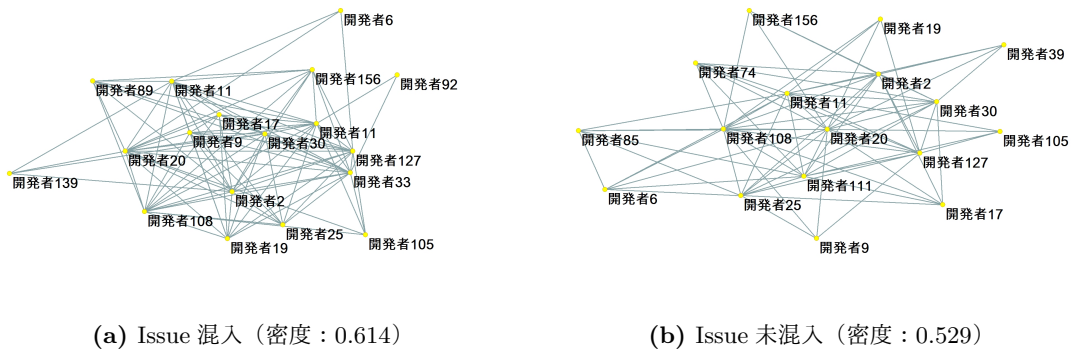 開発者6
開発者156
開発者92
開発者89
開発者11
開発者17
開発者11
開発者9
開発者30
開発者20
開発者127
開発者139
開発者33
開発者2
開発者108
開発者25
開発者19
開発者105
(a) Issue 混入（密度：0.614）
開発者156
開発者19
開発者39
開発者74
開発者2
開発者11
開発者30
開発者85
開発者108
開発者20
開発者105
開発者127
開発者111
開発者6
開発者25
開発者17
開発者9
(b) Issue 未混入（密度：0.529）